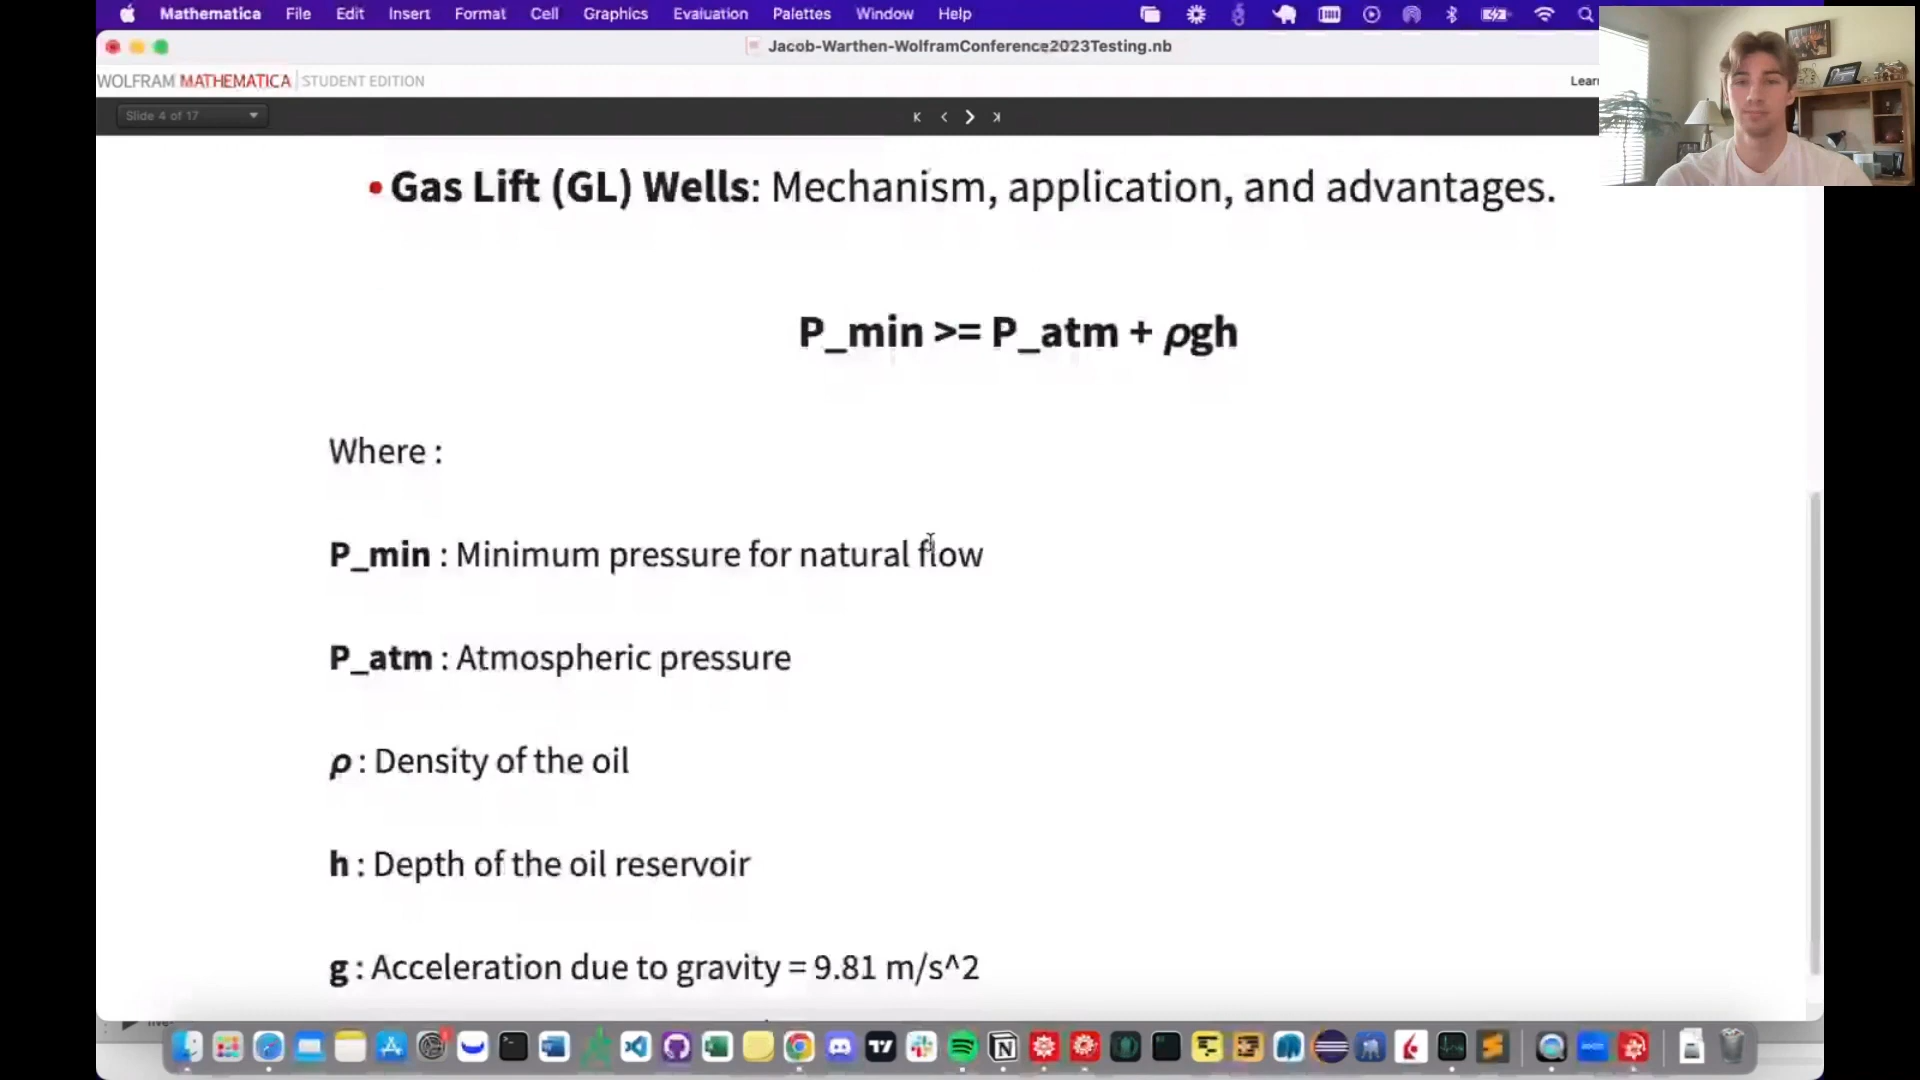 Mathematica File Edit Insert Format Cell Graphics Evaluation Palettes Window Help
Jacob-Warthen-WolframConference2023Testing.nb
WOLFRAM MATHEMATICA STUDENT EDITION
Lear
Slide 4 of 17
• Gas Lift (GL) Wells: Mechanism, application, and advantages.
P_min >= P_atm + ρgh
Where :
P_min : Minimum pressure for natural flow
P_atm : Atmospheric pressure
ρ : Density of the oil
h : Depth of the oil reservoir
g : Acceleration due to gravity = 9.81 m/s^2